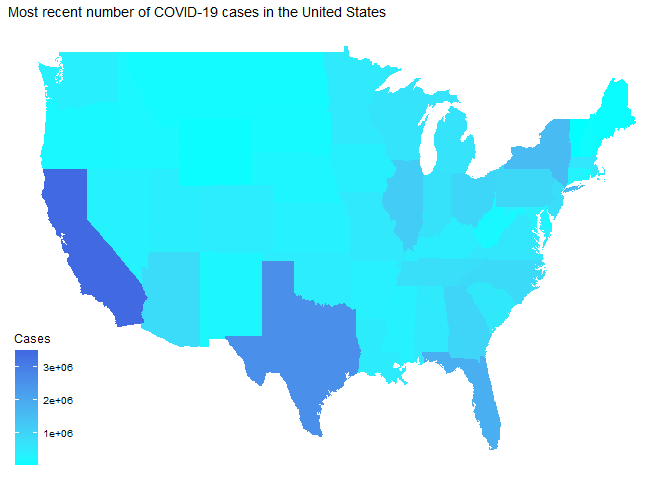 Most recent number of COVID-19 cases in the United States
Cases
3e+06
2e+06
1e+06